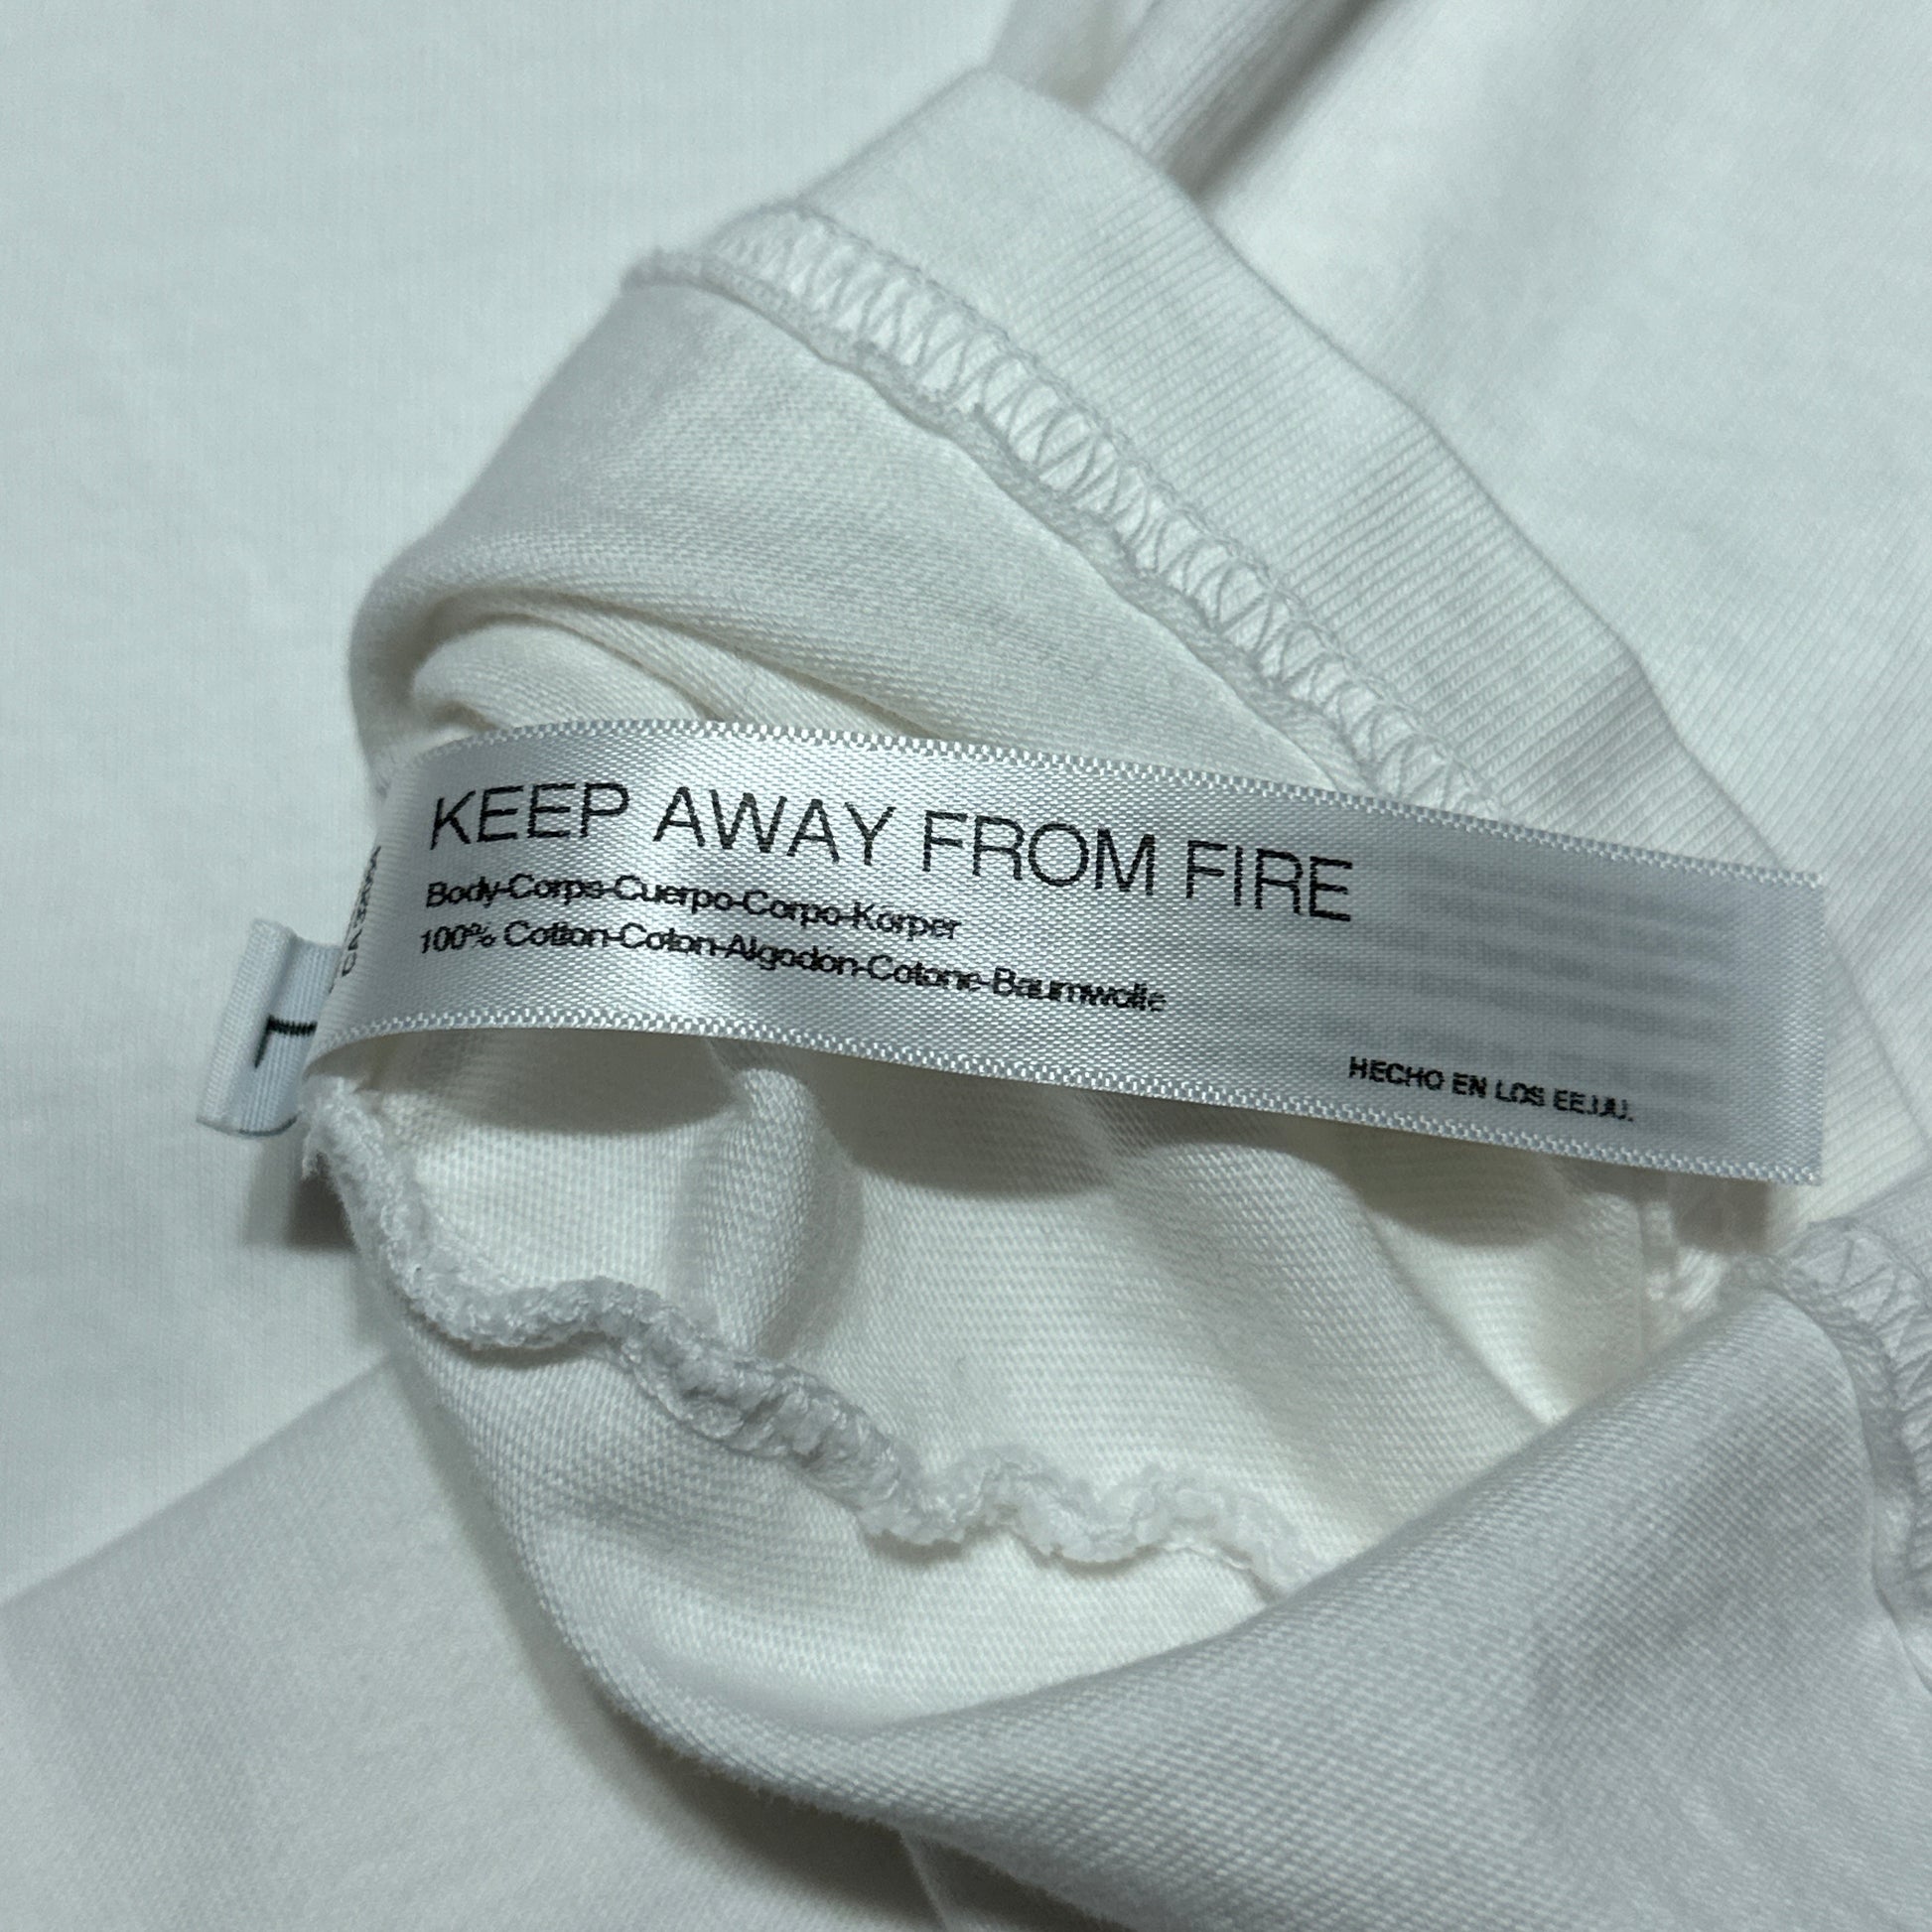 KEEP AWAY FROM FIRE
Body-Corps-Cuerpo-Corpo-Körper
100% Cotton-Coton-Algodón-Cotone-Baumwolle
HECHO EN LOS EE.UU.
L